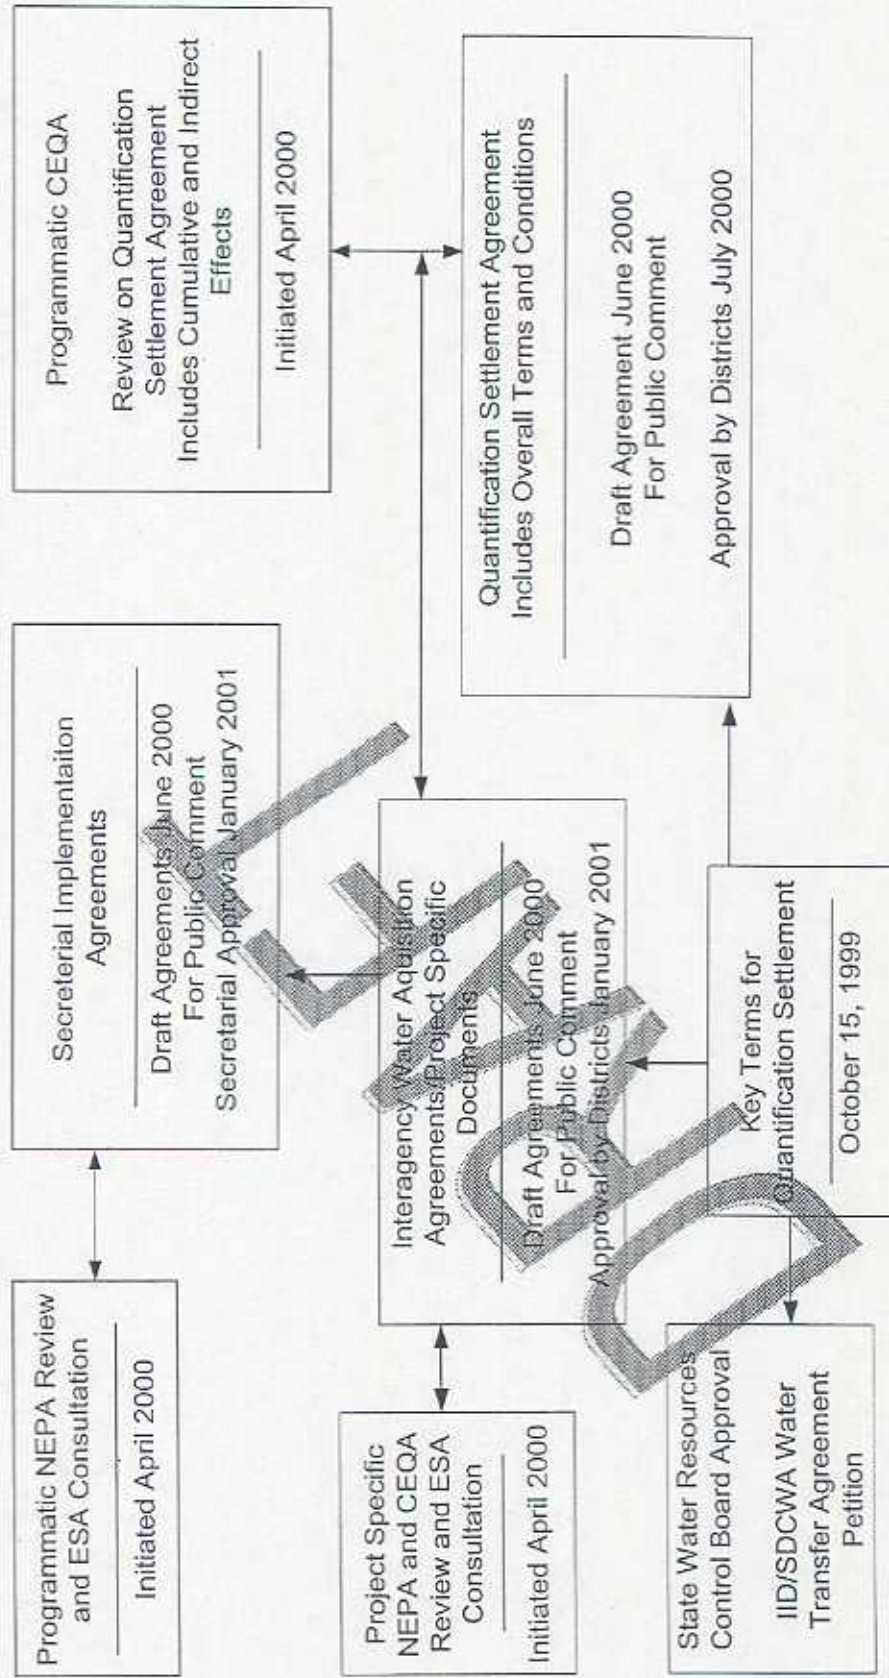 Programmatic NEPA Review
and ESA Consultation
Initiated April 2000
Secreterial Implementaiton
Agreements
Draft Agreements June 2000
For Public Comment
Secretarial Approval January 2001
Programmatic CEQA
Review on Quantification
Settlement Agreement
Includes Cumulative and Indirect
Effects
Initiated April 2000
Project Specific
NEPA and CEQA
Review and ESA
Consultation
Initiated April 2000
Interagency Water Aquisition
Agreements/Project Specific
Documents
Draft Agreements June 2000
For Public Comment
Approval by Districts January 2001
Quantification Settlement Agreement
Includes Overall Terms and Conditions
Draft Agreement June 2000
For Public Comment
Approval by Districts July 2000
State Water Resources
Control Board Approval
IID/SDCWA Water
Transfer Agreement
Petition
Key Terms for
Quantification Settlement
October 15, 1999
DRAFT